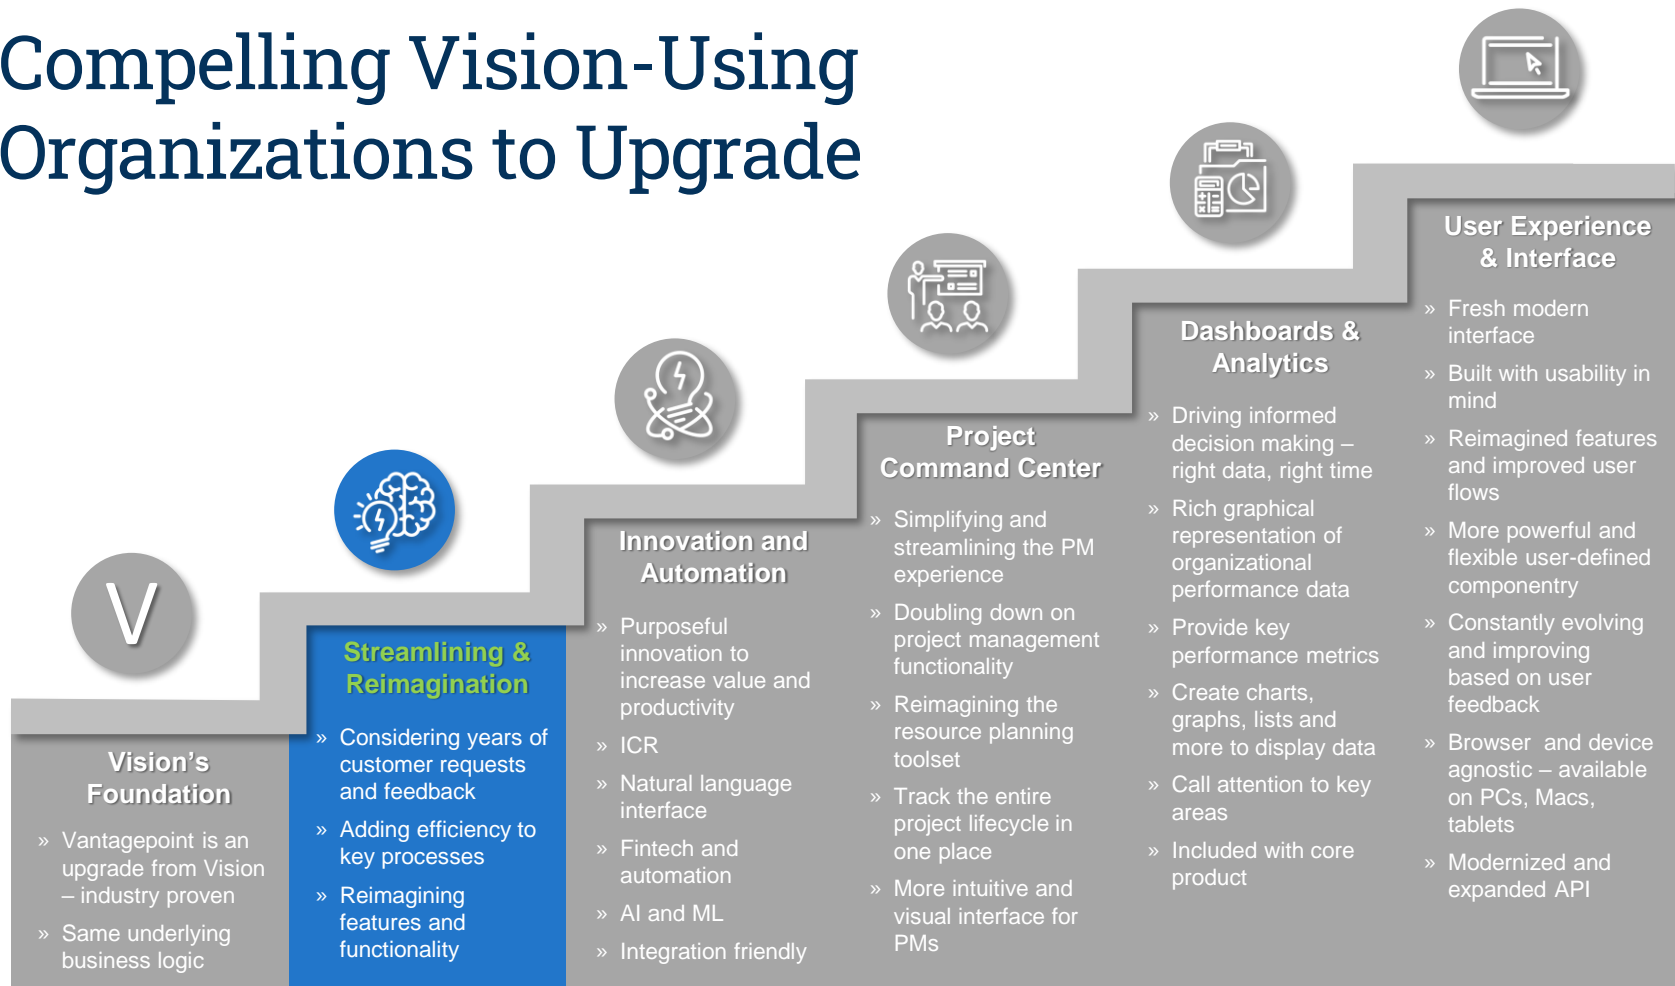 Compelling Vision-Using
Organizations to Upgrade
V
Vision's
Foundation
» Vantagepoint is an
upgrade from Vision
– industry proven
» Same underlying
business logic
Streamlining &
Reimagination
» Considering years of
customer requests
and feedback
» Adding efficiency to
key processes
» Reimagining
features and
functionality
Innovation and
Automation
» Purposeful
innovation to
increase value and
productivity
» ICR
» Natural language
interface
» Fintech and
automation
» AI and ML
» Integration friendly
Project
Command Center
» Simplifying and
streamlining the PM
experience
» Doubling down on
project management
functionality
» Reimagining the
resource planning
toolset
» Track the entire
project lifecycle in
one place
» More intuitive and
visual interface for
PMs
Dashboards &
Analytics
» Driving informed
decision making –
right data, right time
» Rich graphical
representation of
organizational
performance data
» Provide key
performance metrics
» Create charts,
graphs, lists and
more to display data
» Call attention to key
areas
» Included with core
product
User Experience
& Interface
» Fresh modern
interface
» Built with usability in
mind
» Reimagined features
and improved user
flows
» More powerful and
flexible user-defined
componentry
» Constantly evolving
and improving
based on user
feedback
» Browser and device
agnostic – available
on PCs, Macs,
tablets
» Modernized and
expanded API